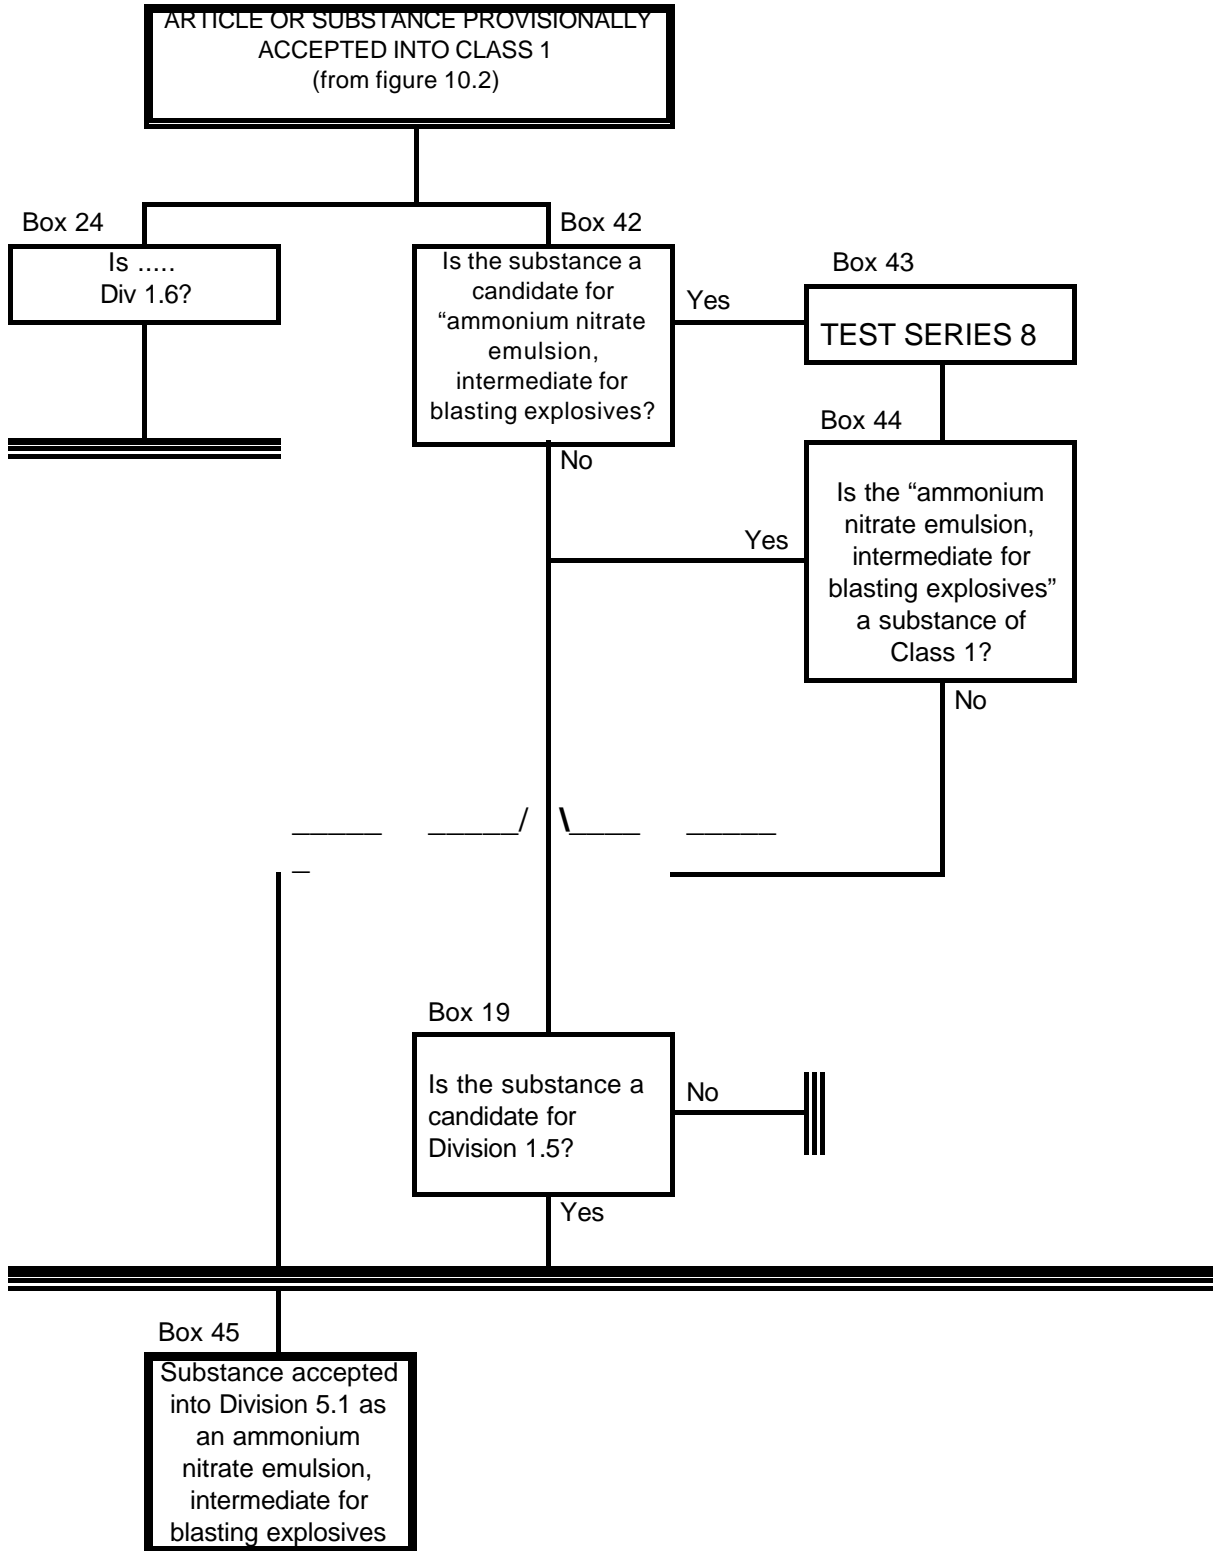 ARTICLE OR SUBSTANCE PROVISIONALLY
ACCEPTED INTO CLASS 1
(from figure 10.2)
Box 24
Is .....
Div 1.6?
Box 42
Is the substance a
candidate for
“ammonium nitrate
emulsion,
intermediate for
blasting explosives?
Yes
No
Box 43
TEST SERIES 8
Box 44
Is the “ammonium
nitrate emulsion,
intermediate for
blasting explosives”
a substance of
Class 1?
Yes
No
Box 19
Is the substance a
candidate for
Division 1.5?
No
Yes
Box 45
Substance accepted
into Division 5.1 as
an ammonium
nitrate emulsion,
intermediate for
blasting explosives